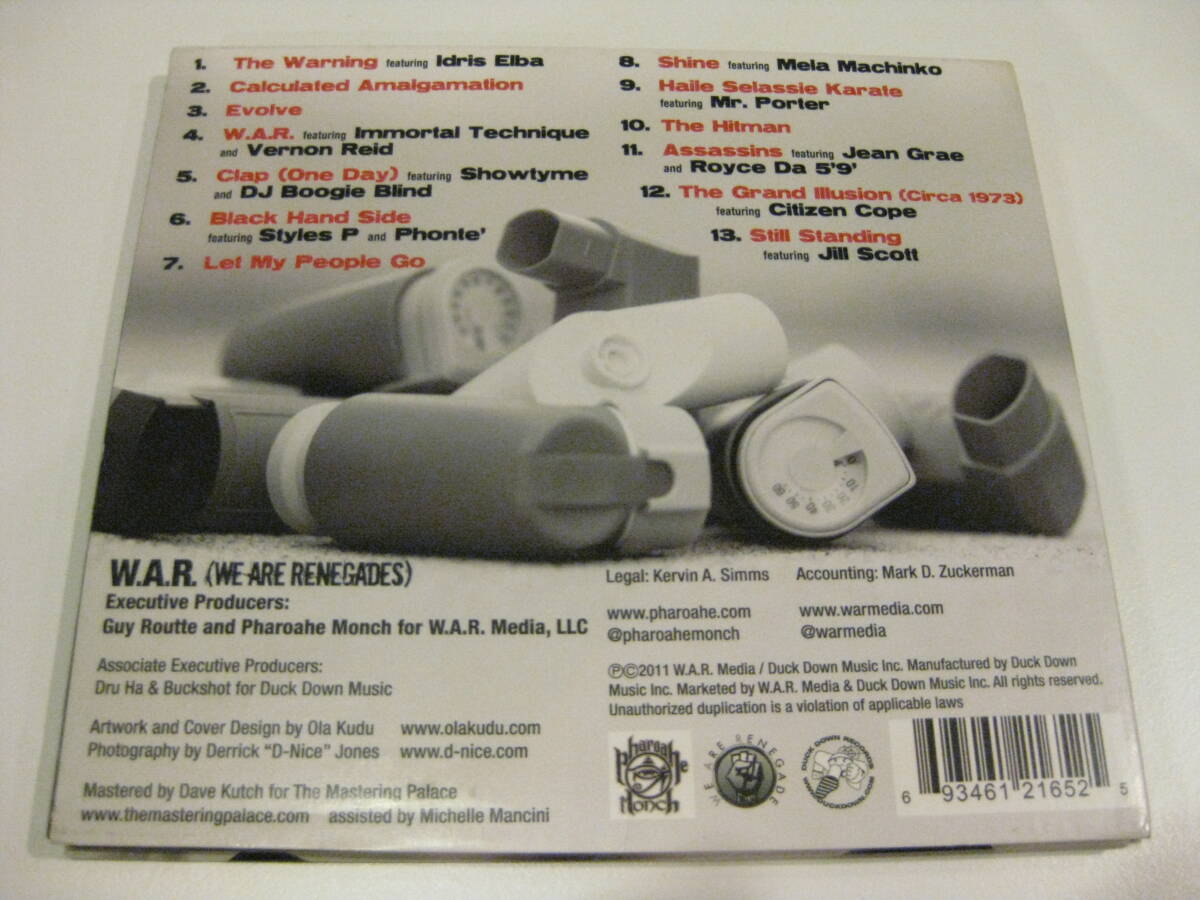 1. The Warning featuring Idris Elba
2. Calculated Amalgamation
3. Evolve
4. W.A.R. featuring Immortal Technique
and Vernon Reid
5. Clap (One Day) featuring Showtyme
and DJ Boogie Blind
6. Black Hand Side
featuring Styles P and Phonte'
7. Let My People Go
8. Shine featuring Mela Machinko
9. Haile Selassie Karate
featuring Mr. Porter
10. The Hitman
11. Assassins featuring Jean Grae
and Royce Da 5'9'
12. The Grand Illusion (Circa 1973)
featuring Citizen Cope
13. Still Standing
featuring Jill Scott
W.A.R. (WE ARE RENEGADES)
Executive Producers:
Guy Routte and Pharoahe Monch for W.A.R. Media, LLC
Associate Executive Producers:
Dru Ha & Buckshot for Duck Down Music
Artwork and Cover Design by Ola Kudu www.olakudu.com
Photography by Derrick "D-Nice" Jones www.d-nice.com
Mastered by Dave Kutch for The Mastering Palace
www.themasteringpalace.com assisted by Michelle Mancini
Legal: Kervin A. Simms Accounting: Mark D. Zuckerman
www.pharoahe.com www.warmedia.com
@pharoahemonch @warmedia
℗©2011 W.A.R. Media / Duck Down Music Inc. Manufactured by Duck Down
Music Inc. Marketed by W.A.R. Media & Duck Down Music Inc. All rights reserved.
Unauthorized duplication is a violation of applicable laws
Pharoahe
Monch
WE ARE RENEGADE
DUCK DOWN RECORDS
WWW.DUCKDOWN.COM
6 93461 21652 5